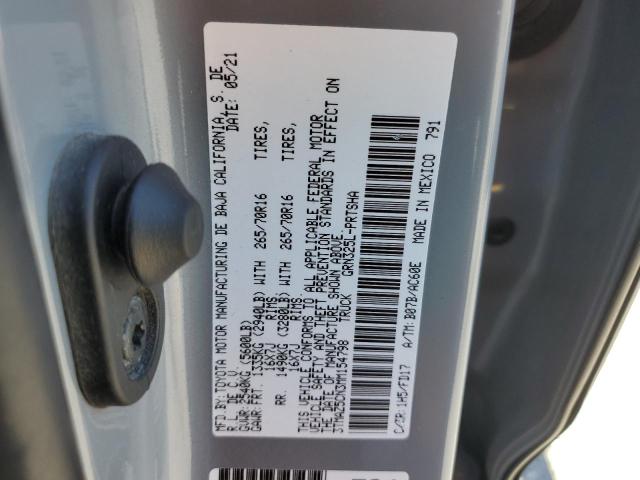 MFD.BY: TOYOTA MOTOR MANUFACTURING DE BAJA CALIFORNIA, S. DE
R.L. DE C.V. DATE: 05/21
GVWR: 2540KG (5600LB)
GAWR: FRT. 1335KG (2940LB) WITH 265/70R16 TIRES,
16X7J RIMS.
RR. 1490KG (3280LB) WITH 265/70R16 TIRES,
16X7J RIMS.
THIS VEHICLE CONFORMS TO ALL APPLICABLE FEDERAL MOTOR
VEHICLE SAFETY AND THEFT PREVENTION STANDARDS IN EFFECT ON
THE DATE OF MANUFACTURE SHOWN ABOVE.
3TMAZ5CN3MM154798 TRUCK GRN325L-PRTSHA
C/TR: 1H5/FD17 A/TM: B07B/AC60E MADE IN MEXICO 791